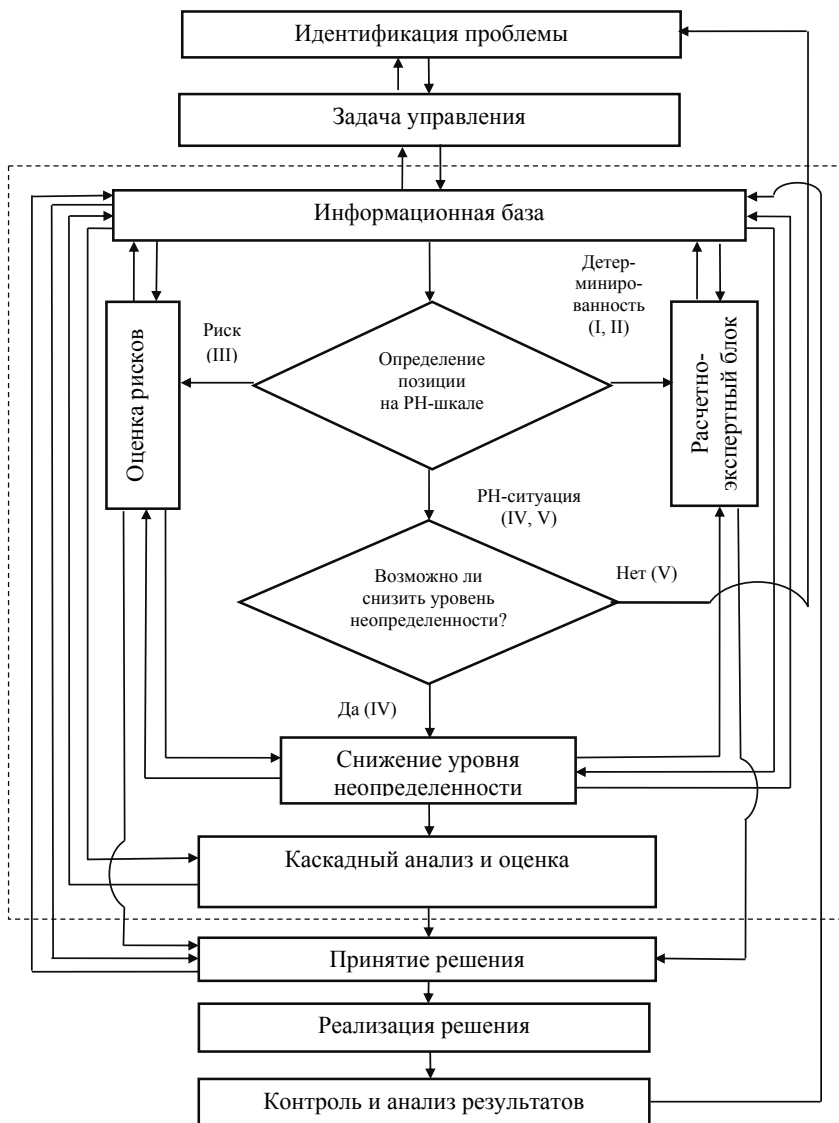 Идентификация проблемы
Задача управления
Информационная база
Детер-
миниро-
ванность
(I, II)
Риск
(III)
Определение
позиции
на РН-шкале
Оценка рисков
Расчетно-
экспертный блок
РН-ситуация
(IV, V)
Возможно ли
снизить уровень
неопределенности?
Нет (V)
Да (IV)
Снижение уровня
неопределенности
Каскадный анализ и оценка
Принятие решения
Реализация решения
Контроль и анализ результатов